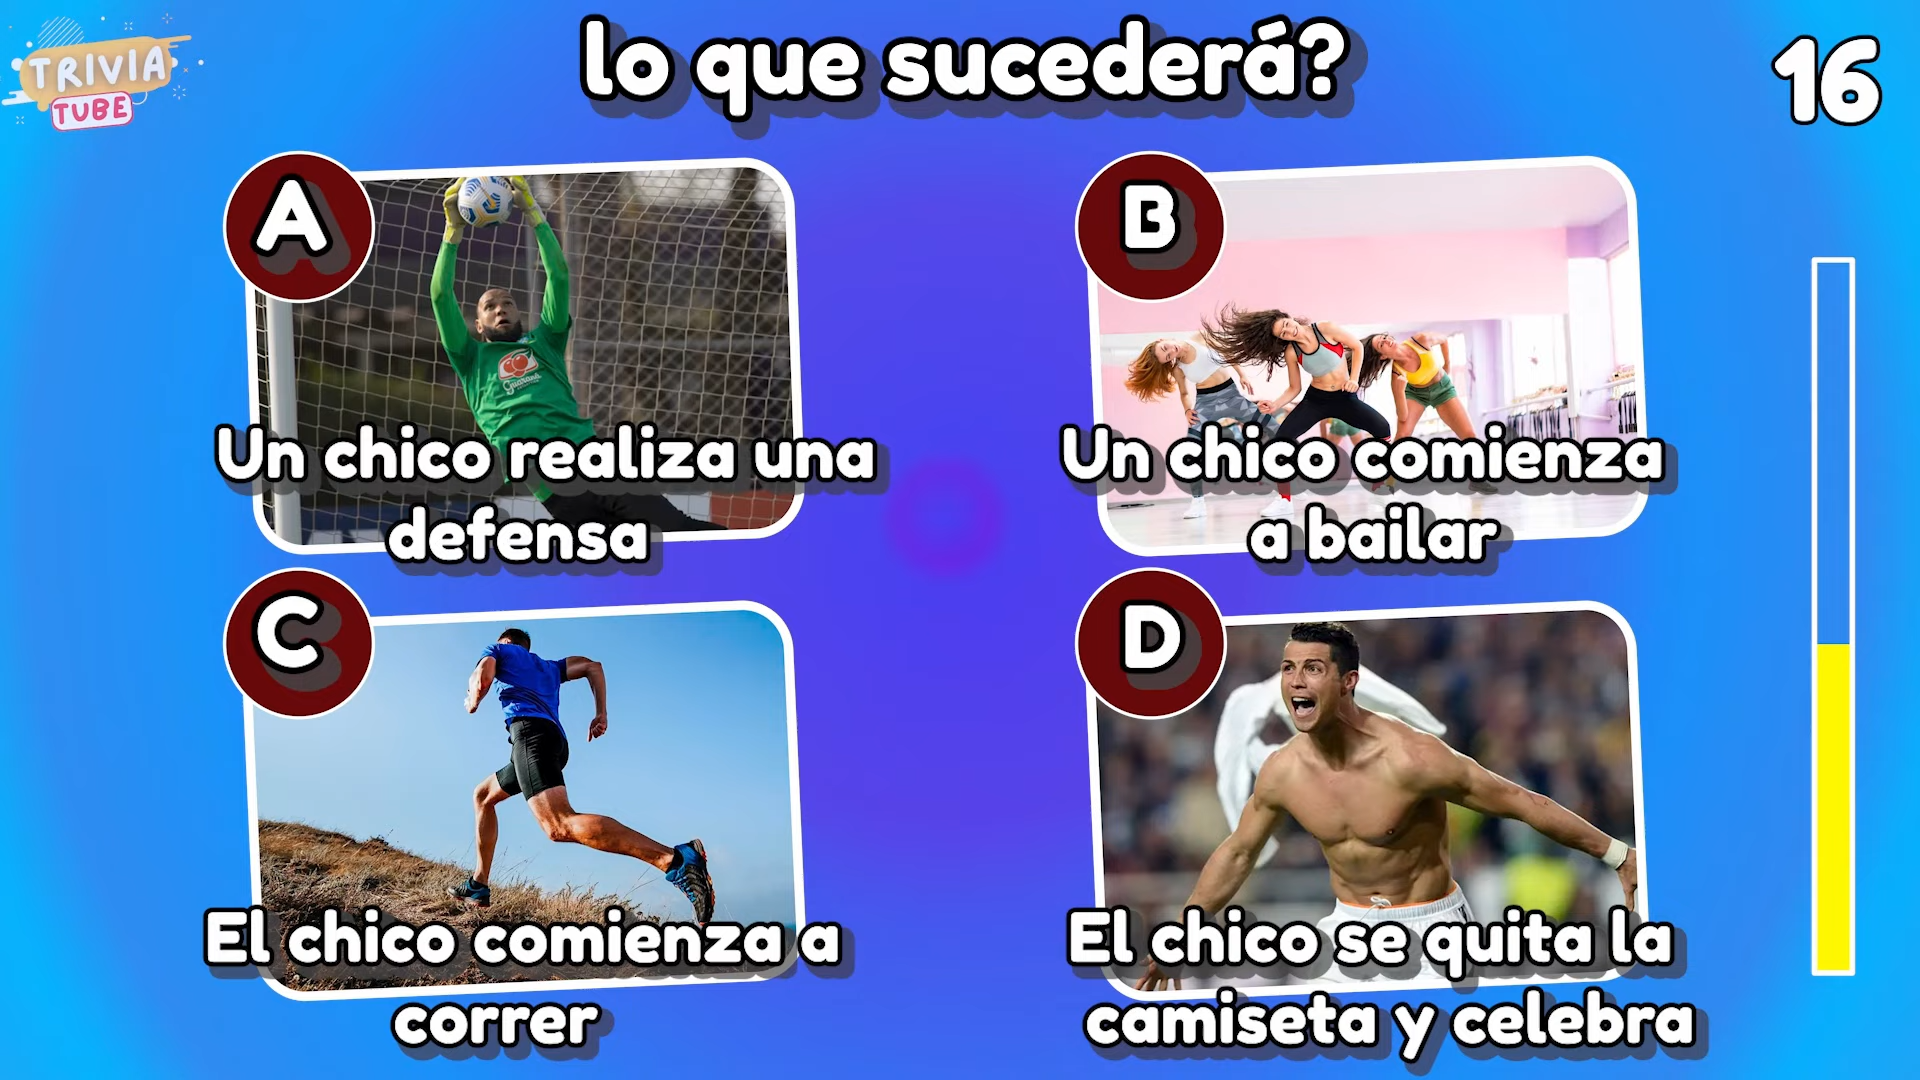 TRIVIA
TUBE
lo que sucederá?
16
A
Un chico realiza una
defensa
B
Un chico comienza
a bailar
C
El chico comienza a
correr
D
El chico se quita la
camiseta y celebra
Guaraná